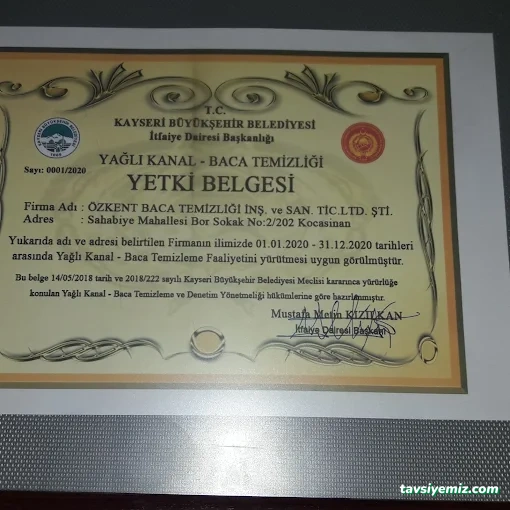 T.C.
KAYSERİ BÜYÜKŞEHİR BELEDİYESİ
İtfaiye Dairesi Başkanlığı
Sayı: 0001/2020
YAĞLI KANAL - BACA TEMİZLİĞİ
YETKİ BELGESİ
Firma Adı : ÖZKENT BACA TEMİZLİĞİ İNŞ. ve SAN. TİC.LTD. ŞTİ.
Adres : Sahabiye Mahallesi Bor Sokak No:2/202 Kocasinan
Yukarıda adı ve adresi belirtilen Firmanın ilimizde 01.01.2020 - 31.12.2020 tarihleri
arasında Yağlı Kanal - Baca Temizleme Faaliyetini yürütmesi uygun görülmüştür.
Bu belge 14/05/2018 tarih ve 2018/222 sayılı Kayseri Büyükşehir Belediyesi Meclisi kararınca yürürlüğe
konulan Yağlı Kanal - Baca Temizleme ve Denetim Yönetmeliği hükümlerine göre hazırlanmıştır.
Mustafa Metin KIZILKAN
İtfaiye Dairesi Başkanı
tavsiyemiz.com